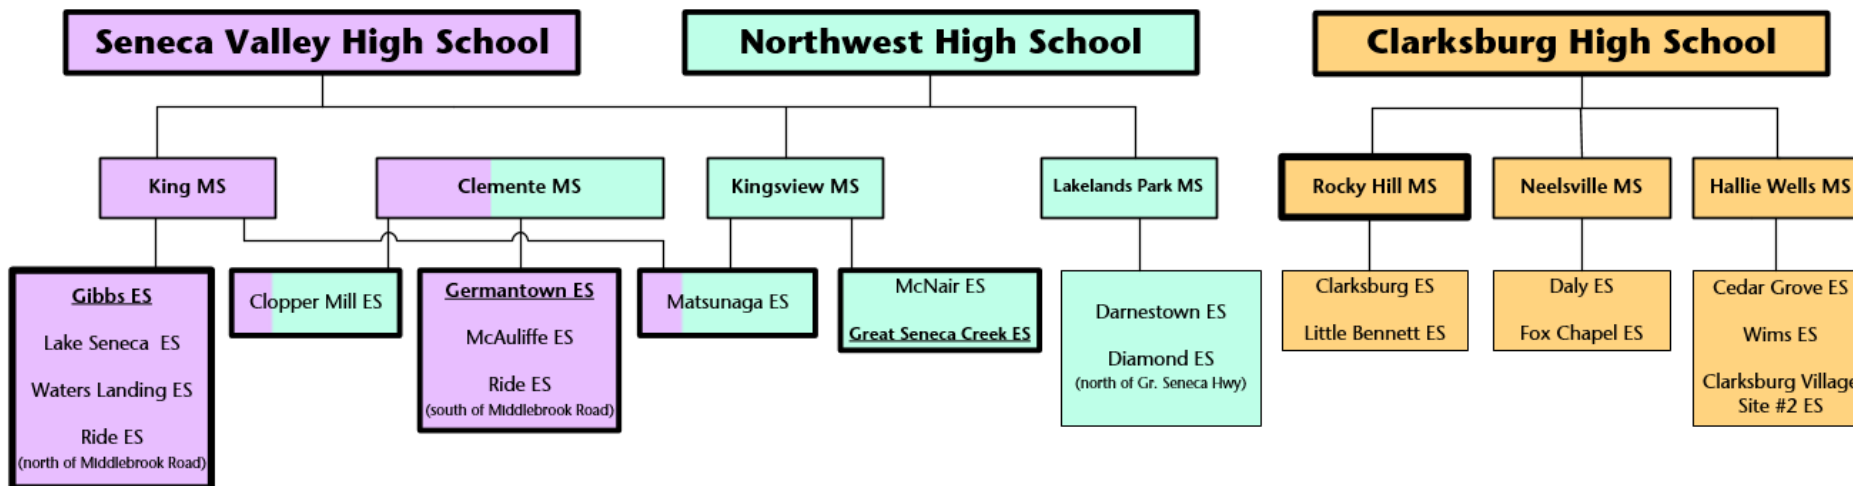 Seneca Valley High School
Northwest High School
Clarksburg High School
King MS
Clemente MS
Kingsview MS
Lakelands Park MS
Rocky Hill MS
Neelsville MS
Hallie Wells MS
Gibbs ES
Lake Seneca ES
Waters Landing ES
Ride ES
(north of Middlebrook Road)
Clopper Mill ES
Germantown ES
McAuliffe ES
Ride ES
(south of Middlebrook Road)
Matsunaga ES
McNair ES
Great Seneca Creek ES
Darnestown ES
Diamond ES
(north of Gr. Seneca Hwy)
Clarksburg ES
Little Bennett ES
Daly ES
Fox Chapel ES
Cedar Grove ES
Wims ES
Clarksburg Village
Site #2 ES